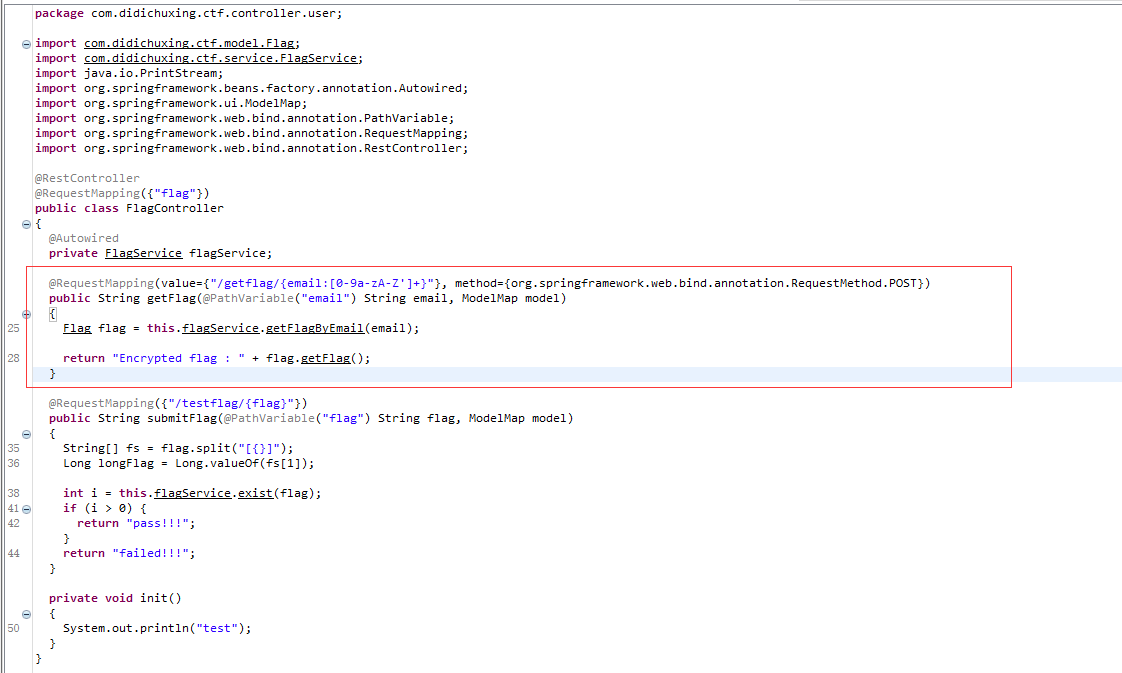 package com.didichuxing.ctf.controller.user;
import com.didichuxing.ctf.model.Flag;
import com.didichuxing.ctf.service.FlagService;
import java.io.PrintStream;
import org.springframework.beans.factory.annotation.Autowired;
import org.springframework.ui.ModelMap;
import org.springframework.web.bind.annotation.PathVariable;
import org.springframework.web.bind.annotation.RequestMapping;
import org.springframework.web.bind.annotation.RestController;
@RestController
@RequestMapping({"flag"})
public class FlagController
{
@Autowired
private FlagService flagService;
@RequestMapping(value={"/getflag/{email:[0-9a-zA-Z']+}"}, method={org.springframework.web.bind.annotation.RequestMethod.POST})
public String getFlag(@PathVariable("email") String email, ModelMap model)
{
25 Flag flag = this.flagService.getFlagByEmail(email);
28 return "Encrypted flag : " + flag.getFlag();
}
@RequestMapping({"/testflag/{flag}"})
public String submitFlag(@PathVariable("flag") String flag, ModelMap model)
{
35 String[] fs = flag.split("[{}]");
36 Long longFlag = Long.valueOf(fs[1]);
38 int i = this.flagService.exist(flag);
41 if (i > 0) {
42 return "pass!!!";
}
44 return "failed!!!";
}
private void init()
{
50 System.out.println("test");
}
}